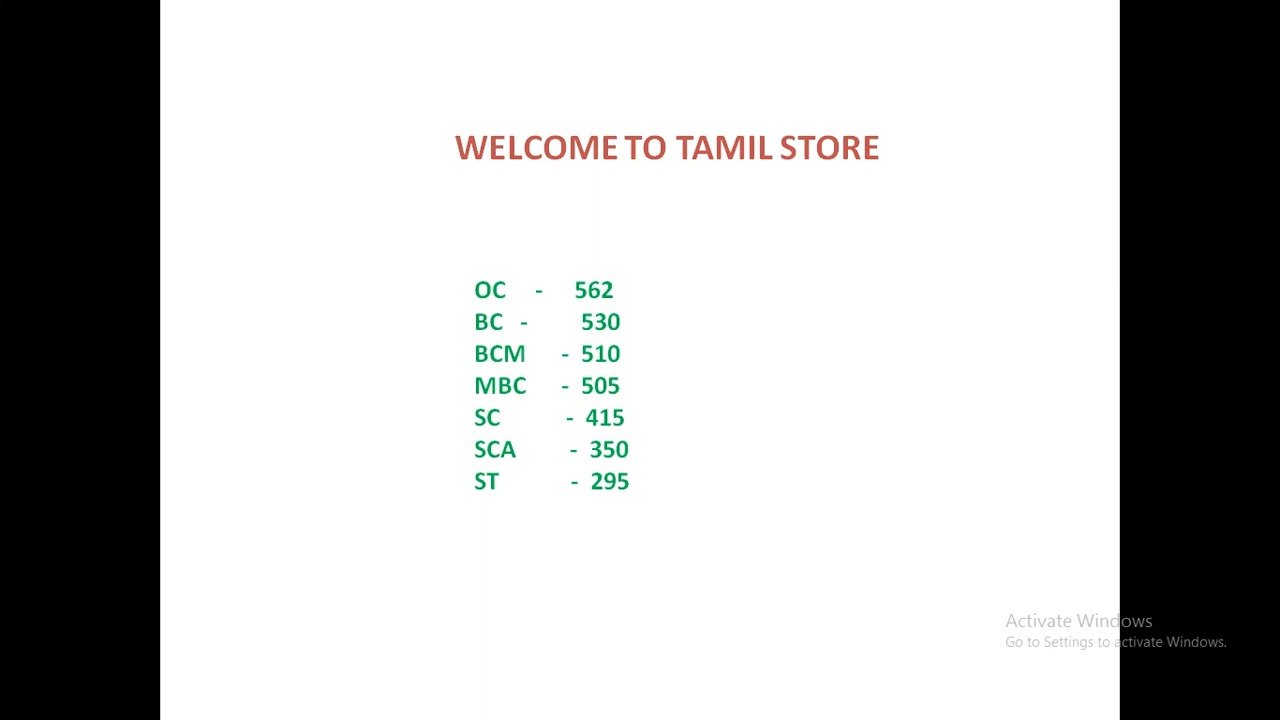 WELCOME TO TAMIL STORE
OC - 562
BC - 530
BCM - 510
MBC - 505
SC - 415
SCA - 350
ST - 295
Activate Windows
Go to Settings to activate Windows.